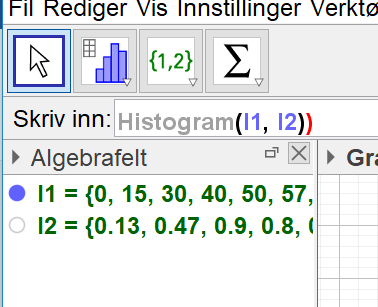 Fil Rediger Vis Innstillinger Verktø
{1,2} Σ
Skriv inn: Histogram(l1, l2))
Algebrafelt Gra
l1 = {0, 15, 30, 40, 50, 57,
l2 = {0.13, 0.47, 0.9, 0.8, 0